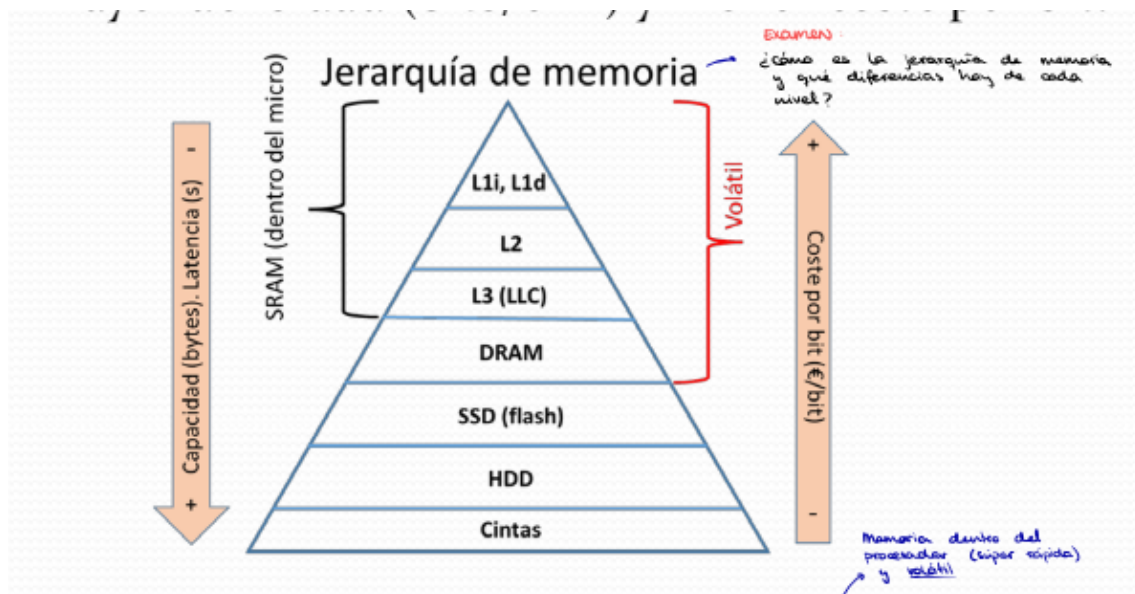 Examen:
¿cómo es la jerarquía de memoria
y qué diferencias hay de cada
nivel?
Jerarquía de memoria
- Capacidad (bytes). Latencia (s) +
SRAM (dentro del micro)
L1i, L1d
L2
L3 (LLC)
DRAM
SSD (flash)
HDD
Cintas
Volátil
+ Coste por bit (€/bit) -
Memoria dentro del
procesador (súper rápida)
y volátil